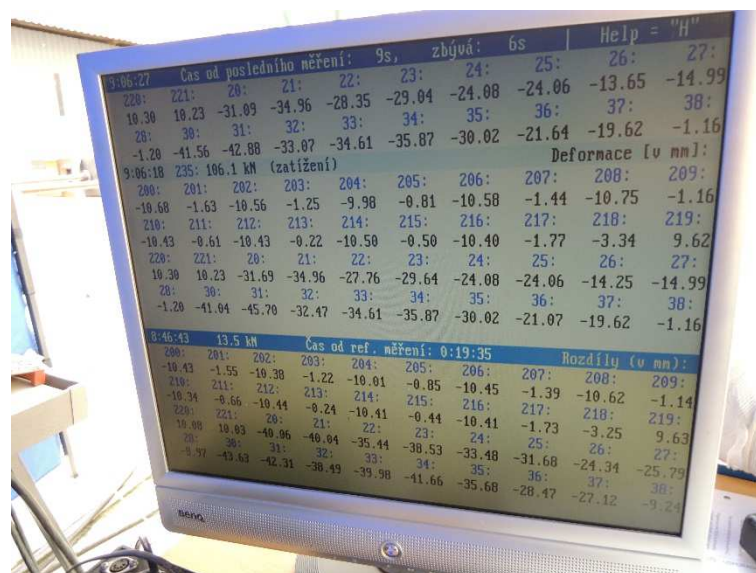 9:06:27 Čas od posledního měření: 9s, zbývá: 6s | Help = "H"
220: 221: 20: 21: 22: 23: 24: 25: 26: 27:
10.30 10.23 -31.09 -34.96 -28.35 -29.04 -24.08 -24.06 -13.65 -14.99
28: 30: 31: 32: 33: 34: 35: 36: 37: 38:
-1.20 -41.56 -42.88 -33.07 -34.61 -35.87 -30.02 -21.64 -19.62 -1.16
9:06:18 235: 106.1 kN (zatížení) Deformace [v mm]:
200: 201: 202: 203: 204: 205: 206: 207: 208: 209:
-10.68 -1.63 -10.56 -1.25 -9.98 -0.81 -10.58 -1.44 -10.75 -1.16
210: 211: 212: 213: 214: 215: 216: 217: 218: 219:
-10.43 -0.61 -10.43 -0.22 -10.50 -0.50 -10.40 -1.77 -3.34 9.62
220: 221: 20: 21: 22: 23: 24: 25: 26: 27:
10.30 10.23 -31.69 -34.96 -27.76 -29.64 -24.08 -24.06 -14.25 -14.99
28: 30: 31: 32: 33: 34: 35: 36: 37: 38:
-1.20 -41.04 -45.70 -32.47 -34.61 -35.87 -30.02 -21.07 -19.62 -1.16
8:46:43 13.5 kN Čas od ref. měření: 0:19:35 Rozdíly (v mm):
200: 201: 202: 203: 204: 205: 206: 207: 208: 209:
-10.43 -1.55 -10.38 -1.22 -10.01 -0.85 -10.45 -1.39 -10.62 -1.14
210: 211: 212: 213: 214: 215: 216: 217: 218: 219:
-10.34 -0.66 -10.44 -0.24 -10.41 -0.44 -10.41 -1.73 -3.25 9.63
220: 221: 20: 21: 22: 23: 24: 25: 26: 27:
10.08 10.03 -40.06 -40.04 -35.44 -38.53 -33.48 -31.68 -24.34 -25.79
28: 30: 31: 32: 33: 34: 35: 36: 37: 38:
-8.97 -43.63 -42.31 -38.49 -39.98 -41.66 -35.68 -28.47 -27.12 -9.24
BenQ